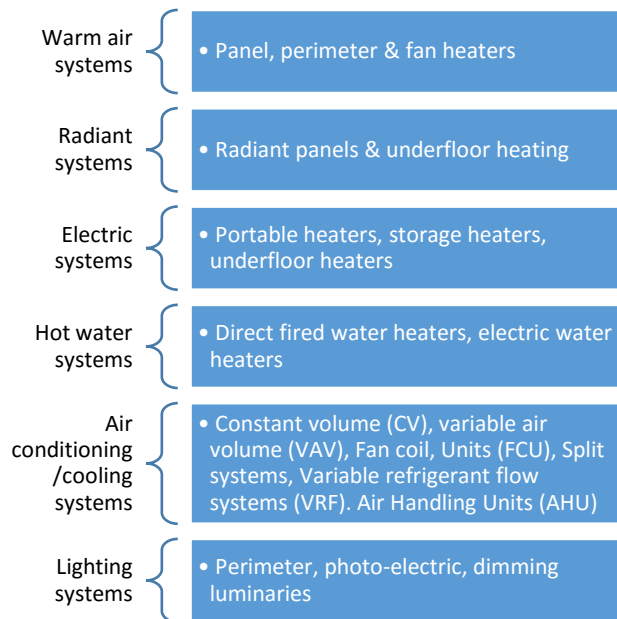 Warm air
systems
• Panel, perimeter & fan heaters
Radiant
systems
• Radiant panels & underfloor heating
Electric
systems
• Portable heaters, storage heaters,
underfloor heaters
Hot water
systems
• Direct fired water heaters, electric water
heaters
Air
conditioning
/cooling
systems
• Constant volume (CV), variable air
volume (VAV), Fan coil, Units (FCU), Split
systems, Variable refrigerant flow
systems (VRF). Air Handling Units (AHU)
Lighting
systems
• Perimeter, photo-electric, dimming
luminaries